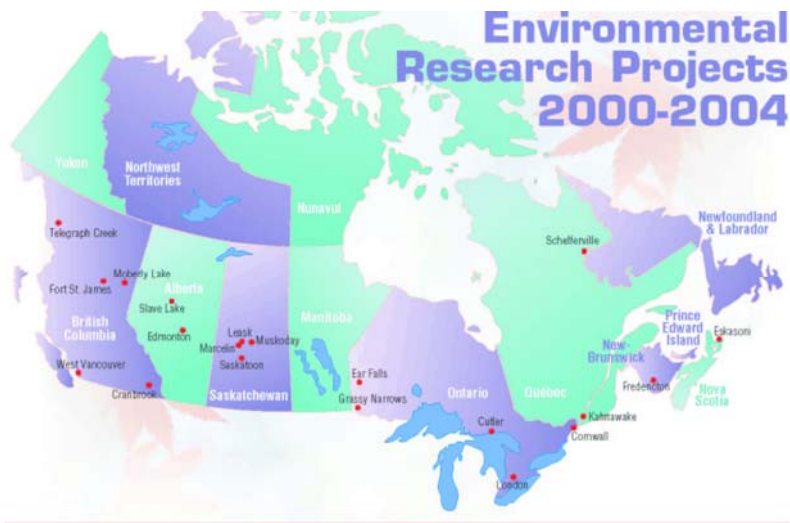 Environmental
Research Projects
2000-2004
Yukon
Northwest
Territories
Nunavut
Newfoundland
& Labrador
Telegraph Creek
Schefferville
Moberly Lake
Fort St. James
Alberta
Slave Lake
British
Columbia
Edmonton
Leask
Muskoday
Marcelin
Saskatoon
Manitoba
Prince
Edward
Island
Eskasoni
New-
Brunswick
West Vancouver
Cranbrook
Saskatchewan
Ear Falls
Grassy Narrows
Ontario
Québec
Fredericton
Nova
Scotia
Cutler
Kahnawake
Cornwall
London